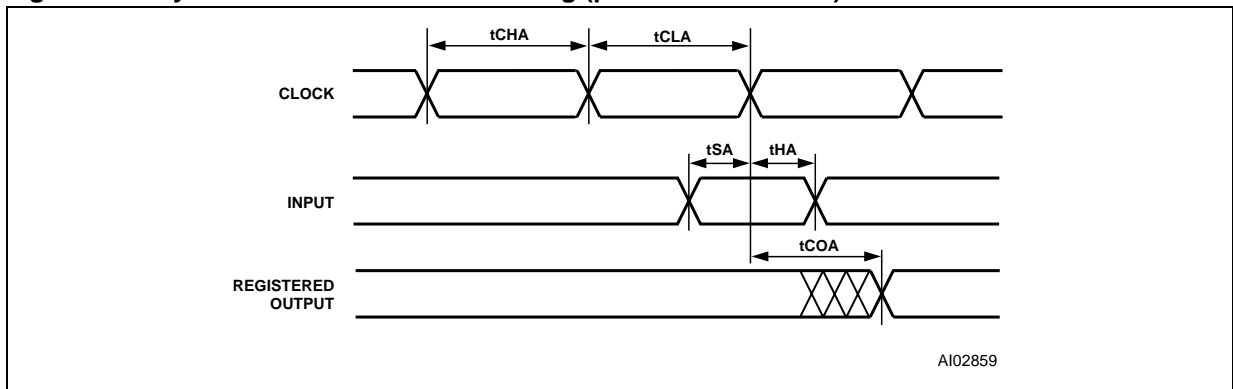 tCHA tCLA
CLOCK
tSA tHA
INPUT
tCOA
REGISTERED
OUTPUT
AI02859